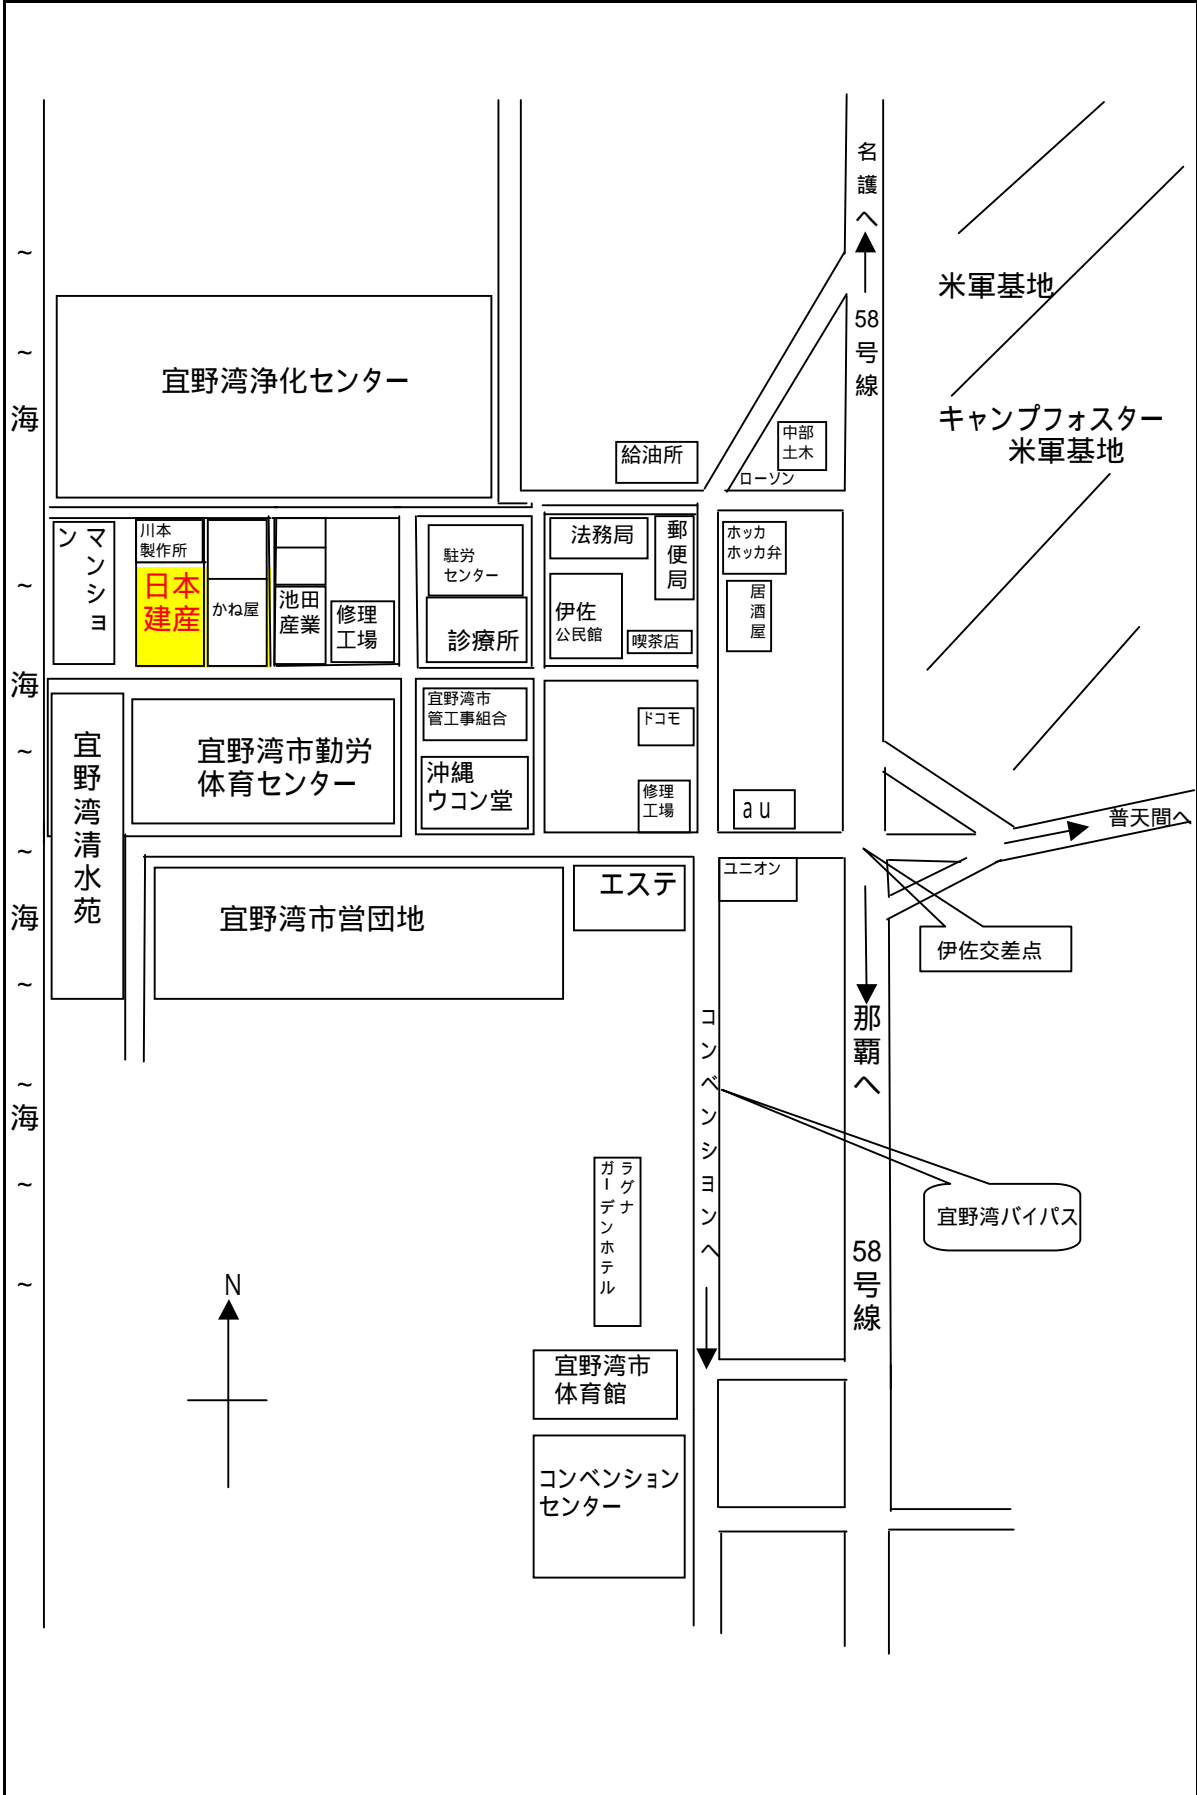 名護へ
58号線
米軍基地
キャンプフォスター
米軍基地
~
~
海
~
海
~
~
海
~
~
海
~
~
宜野湾浄化センター
給油所
中部
土木
ローソン
マンション
川本
製作所
日本
建産
かね屋
池田
産業
修理
工場
駐労
センター
診療所
法務局
郵便局
伊佐
公民館
喫茶店
ホッカ
ホッカ弁
居酒屋
宜野湾清水苑
宜野湾市勤労
体育センター
宜野湾市
管工事組合
沖縄
ウコン堂
ドコモ
修理
工場
au
普天間へ
宜野湾市営団地
エステ
ユニオン
伊佐交差点
那覇へ
コンベンションへ
ラグナ
ガーデンホテル
宜野湾バイパス
58号線
N
宜野湾市
体育館
コンベンション
センター